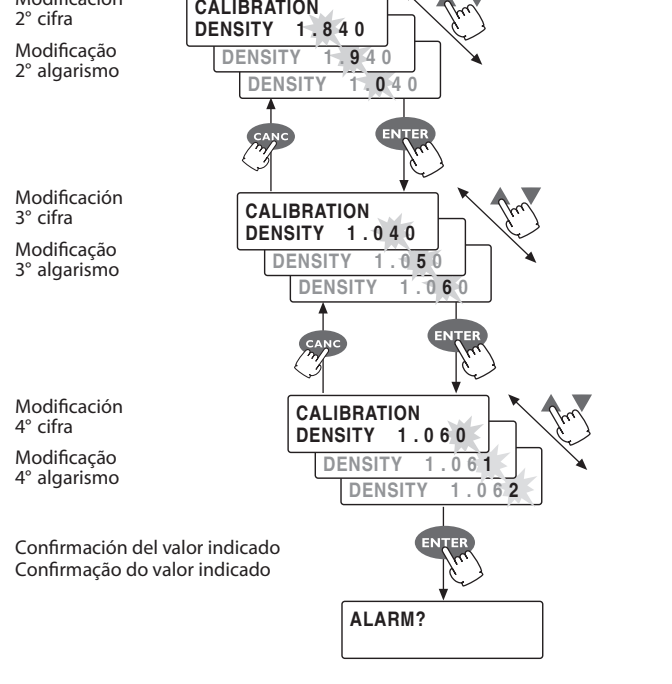 Modificación
2° cifra
Modificação
2° algarismo
CALIBRATION
DENSITY 1.840
DENSITY 1.940
DENSITY 1.040
CANC
ENTER
Modificación
3° cifra
Modificação
3° algarismo
CALIBRATION
DENSITY 1.040
DENSITY 1.050
DENSITY 1.060
CANC
ENTER
Modificación
4° cifra
Modificação
4° algarismo
CALIBRATION
DENSITY 1.060
DENSITY 1.061
DENSITY 1.062
Confirmación del valor indicado
Confirmação do valor indicado
ENTER
ALARM?